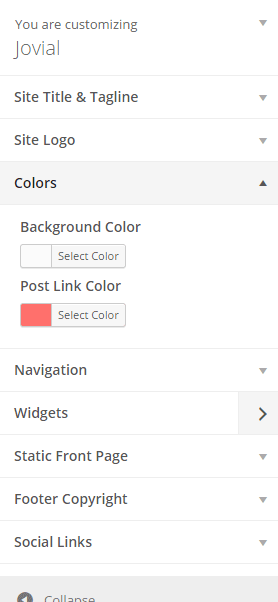 You are customizing
Jovial
Site Title & Tagline
Site Logo
Colors
Background Color
Select Color
Post Link Color
Select Color
Navigation
Widgets
Static Front Page
Footer Copyright
Social Links
Collapse